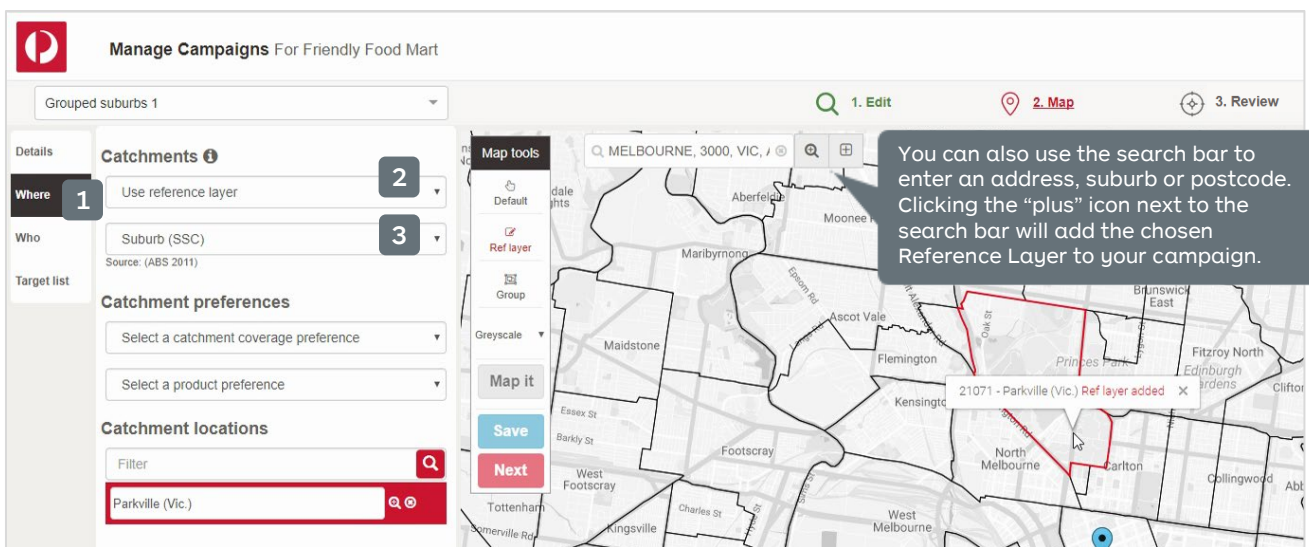 Manage Campaigns For Friendly Food Mart
Grouped suburbs 1
1. Edit
2. Map
3. Review
Details
Where
1
Who
Target list
Catchments
Use reference layer
2
Suburb (SSC)
3
Source: (ABS 2011)
Catchment preferences
Select a catchment coverage preference
Select a product preference
Catchment locations
Filter
Parkville (Vic.)
Map tools
Default
Ref layer
Group
Greyscale
Map it
Save
Next
MELBOURNE, 3000, VIC,
You can also use the search bar to
enter an address, suburb or postcode.
Clicking the “plus” icon next to the
search bar will add the chosen
Reference Layer to your campaign.
Aberfeldie
Moonee
Maribyrnong
Epsom Rd
Ascot Vale
Oak St
Brunswick
East
Maidstone
Flemington
Princes Park
Fitzroy North
Edinburgh
21071 - Parkville (Vic.) Ref layer added
Essex St
Barkly St
Footscray
North
Melbourne
Carlton
Collingwood
West
Footscray
Tottenham
Charles St
Somerville Rd
Kingsville
West
Melbourne